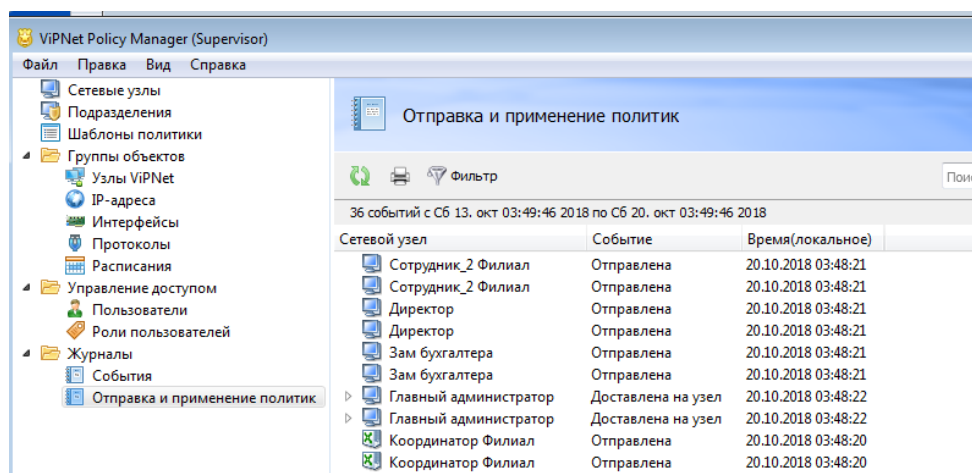 ViPNet Policy Manager (Supervisor)
Файл Правка Вид Справка
Сетевые узлы
Подразделения
Шаблоны политики
Группы объектов
Узлы ViPNet
IP-адреса
Интерфейсы
Протоколы
Расписания
Управление доступом
Пользователи
Роли пользователей
Журналы
События
Отправка и применение политик
Отправка и применение политик
Фильтр
Пои
36 событий с Сб 13. окт 03:49:46 2018 по Сб 20. окт 03:49:46 2018
Сетевой узел Событие Время(локальное)
Сотрудник_2 Филиал Отправлена 20.10.2018 03:48:21
Сотрудник_2 Филиал Отправлена 20.10.2018 03:48:21
Директор Отправлена 20.10.2018 03:48:21
Директор Отправлена 20.10.2018 03:48:21
Зам бухгалтера Отправлена 20.10.2018 03:48:21
Зам бухгалтера Отправлена 20.10.2018 03:48:21
Главный администратор Доставлена на узел 20.10.2018 03:48:22
Главный администратор Доставлена на узел 20.10.2018 03:48:22
Координатор Филиал Отправлена 20.10.2018 03:48:20
Координатор Филиал Отправлена 20.10.2018 03:48:20